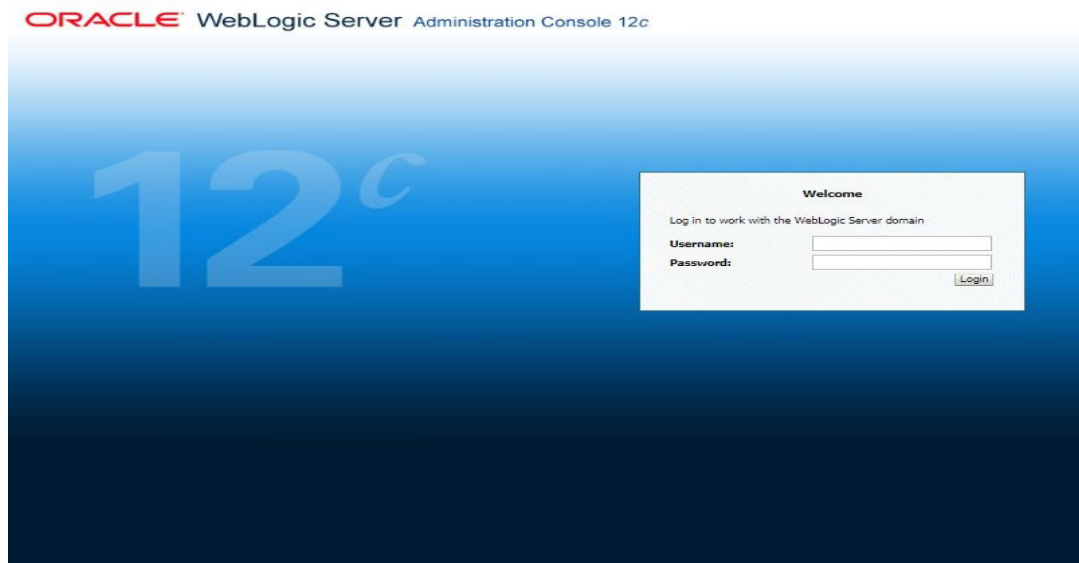 ORACLE WebLogic Server Administration Console 12c
12c
Welcome
Log in to work with the WebLogic Server domain
Username:
Password:
Login